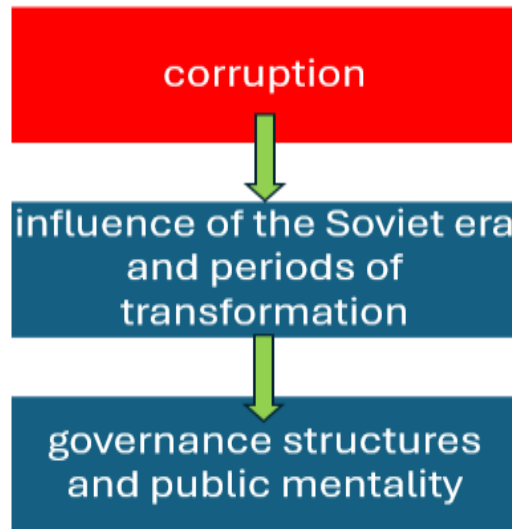 corruption
influence of the Soviet era
and periods of
transformation
governance structures
and public mentality